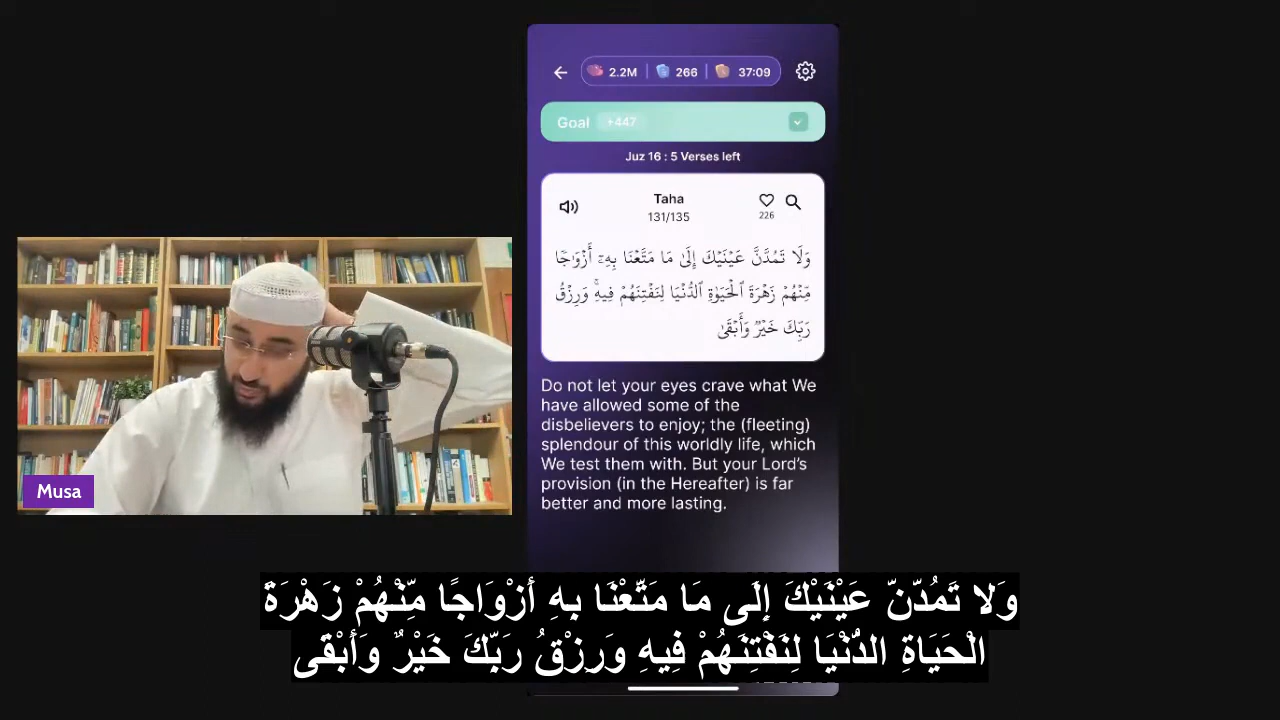 2.2M 266 37:09
Goal +447
Juz 16 : 5 Verses left
Taha
131/135
226
وَلَا تَمُدَّنَّ عَيْنَيْكَ إِلَىٰ مَا مَتَّعْنَا بِهِۦٓ أَزْوَٰجًا
مِّنْهُمْ زَهْرَةَ ٱلْحَيَوٰةِ ٱلدُّنْيَا لِنَفْتِنَهُمْ فِيهِ ۚ وَرِزْقُ
رَبِّكَ خَيْرٌ وَأَبْقَىٰ
Do not let your eyes crave what We
have allowed some of the
disbelievers to enjoy; the (fleeting)
splendour of this worldly life, which
We test them with. But your Lord’s
provision (in the Hereafter) is far
better and more lasting.
Musa
وَلا تَمُدّنّ عَيْنَيْكَ إلَى مَا مَتّعْنَا بِهِ أزْوَاجًا مِّنْهُمْ زَهْرَةَ
الْحَيَاةِ الدُّنْيَا لِنَفْتِنَهُمْ فِيهِ وَرِزْقُ رَبّكَ خَيْرٌ وَأبْقَى